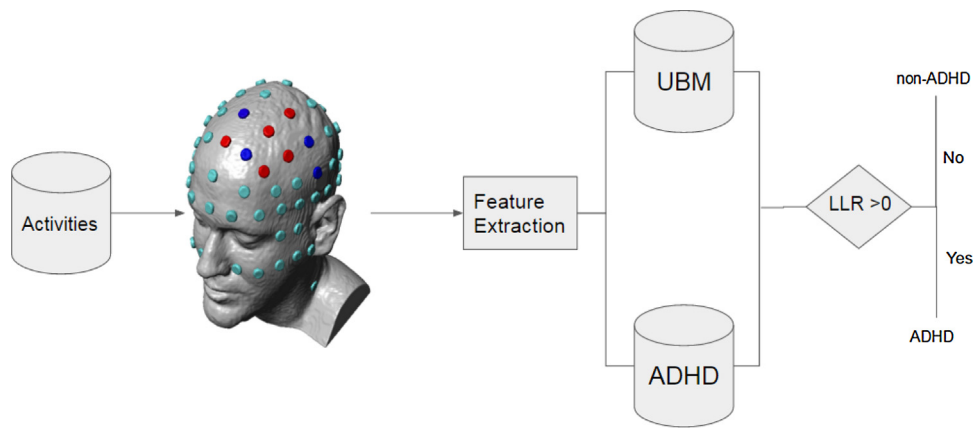 Activities
Feature
Extraction
UBM
ADHD
LLR >0
non-ADHD
No
Yes
ADHD